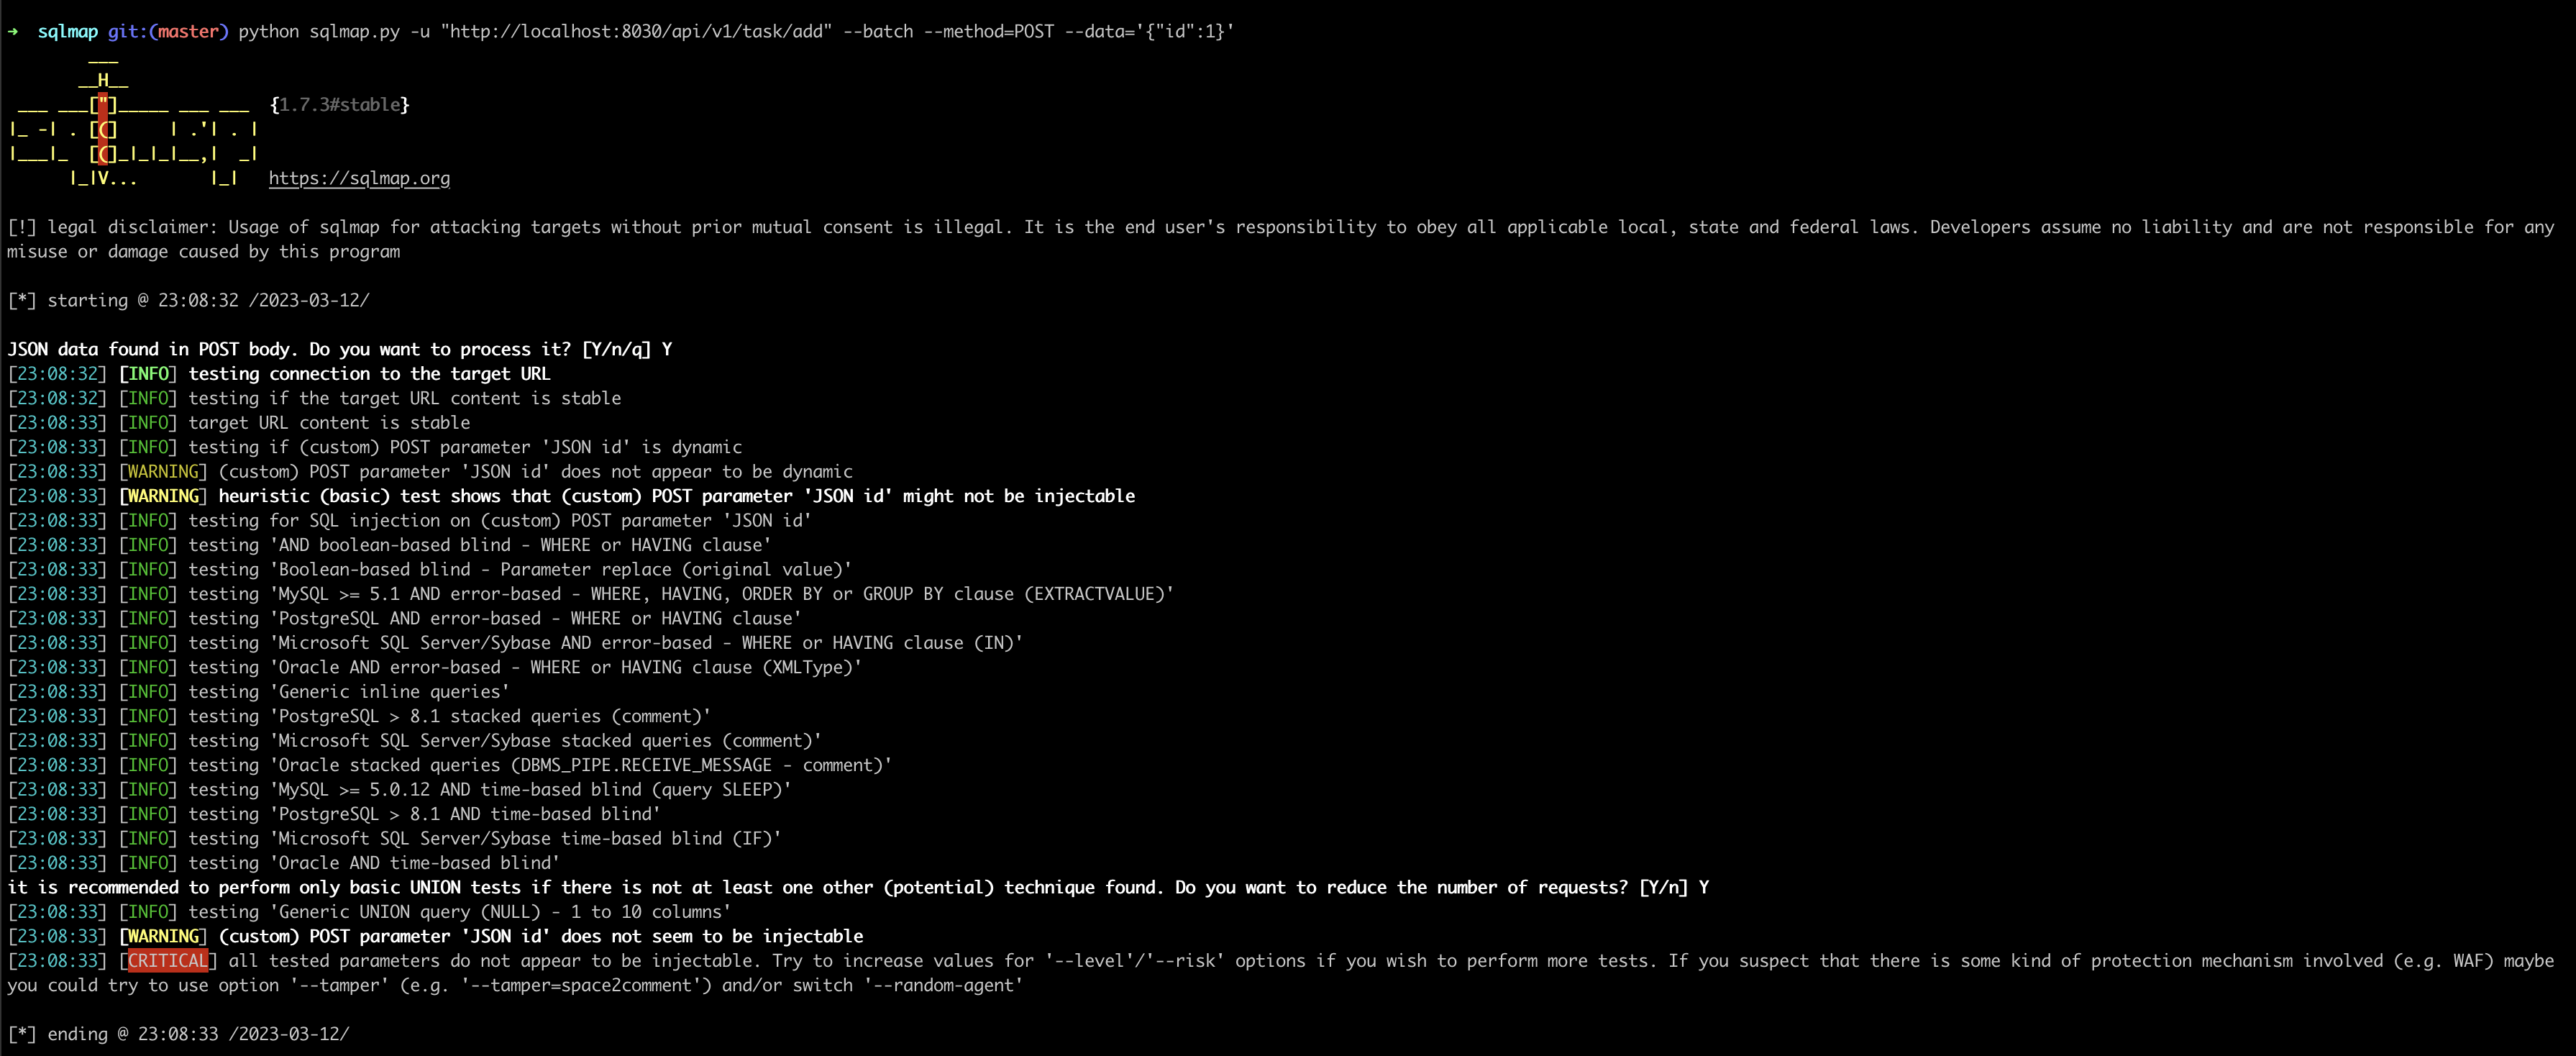 ➜  sqlmap git:(master) python sqlmap.py -u "http://localhost:8030/api/v1/task/add" --batch --method=POST --data='{"id":1}'
        ___
       __H__
 ___ ___["]_____ ___ ___  {1.7.3#stable}
|_ -| . [(]     | .'| . |
|___|_  [(]_|_|_|__,|  _|
      |_|V...       |_|   https://sqlmap.org
[!] legal disclaimer: Usage of sqlmap for attacking targets without prior mutual consent is illegal. It is the end user's responsibility to obey all applicable local, state and federal laws. Developers assume no liability and are not responsible for any
misuse or damage caused by this program
[*] starting @ 23:08:32 /2023-03-12/
JSON data found in POST body. Do you want to process it? [Y/n/q] Y
[23:08:32] [INFO] testing connection to the target URL
[23:08:32] [INFO] testing if the target URL content is stable
[23:08:33] [INFO] target URL content is stable
[23:08:33] [INFO] testing if (custom) POST parameter 'JSON id' is dynamic
[23:08:33] [WARNING] (custom) POST parameter 'JSON id' does not appear to be dynamic
[23:08:33] [WARNING] heuristic (basic) test shows that (custom) POST parameter 'JSON id' might not be injectable
[23:08:33] [INFO] testing for SQL injection on (custom) POST parameter 'JSON id'
[23:08:33] [INFO] testing 'AND boolean-based blind - WHERE or HAVING clause'
[23:08:33] [INFO] testing 'Boolean-based blind - Parameter replace (original value)'
[23:08:33] [INFO] testing 'MySQL >= 5.1 AND error-based - WHERE, HAVING, ORDER BY or GROUP BY clause (EXTRACTVALUE)'
[23:08:33] [INFO] testing 'PostgreSQL AND error-based - WHERE or HAVING clause'
[23:08:33] [INFO] testing 'Microsoft SQL Server/Sybase AND error-based - WHERE or HAVING clause (IN)'
[23:08:33] [INFO] testing 'Oracle AND error-based - WHERE or HAVING clause (XMLType)'
[23:08:33] [INFO] testing 'Generic inline queries'
[23:08:33] [INFO] testing 'PostgreSQL > 8.1 stacked queries (comment)'
[23:08:33] [INFO] testing 'Microsoft SQL Server/Sybase stacked queries (comment)'
[23:08:33] [INFO] testing 'Oracle stacked queries (DBMS_PIPE.RECEIVE_MESSAGE - comment)'
[23:08:33] [INFO] testing 'MySQL >= 5.0.12 AND time-based blind (query SLEEP)'
[23:08:33] [INFO] testing 'PostgreSQL > 8.1 AND time-based blind'
[23:08:33] [INFO] testing 'Microsoft SQL Server/Sybase time-based blind (IF)'
[23:08:33] [INFO] testing 'Oracle AND time-based blind'
it is recommended to perform only basic UNION tests if there is not at least one other (potential) technique found. Do you want to reduce the number of requests? [Y/n] Y
[23:08:33] [INFO] testing 'Generic UNION query (NULL) - 1 to 10 columns'
[23:08:33] [WARNING] (custom) POST parameter 'JSON id' does not seem to be injectable
[23:08:33] [CRITICAL] all tested parameters do not appear to be injectable. Try to increase values for '--level'/'--risk' options if you wish to perform more tests. If you suspect that there is some kind of protection mechanism involved (e.g. WAF) maybe
you could try to use option '--tamper' (e.g. '--tamper=space2comment') and/or switch '--random-agent'
[*] ending @ 23:08:33 /2023-03-12/